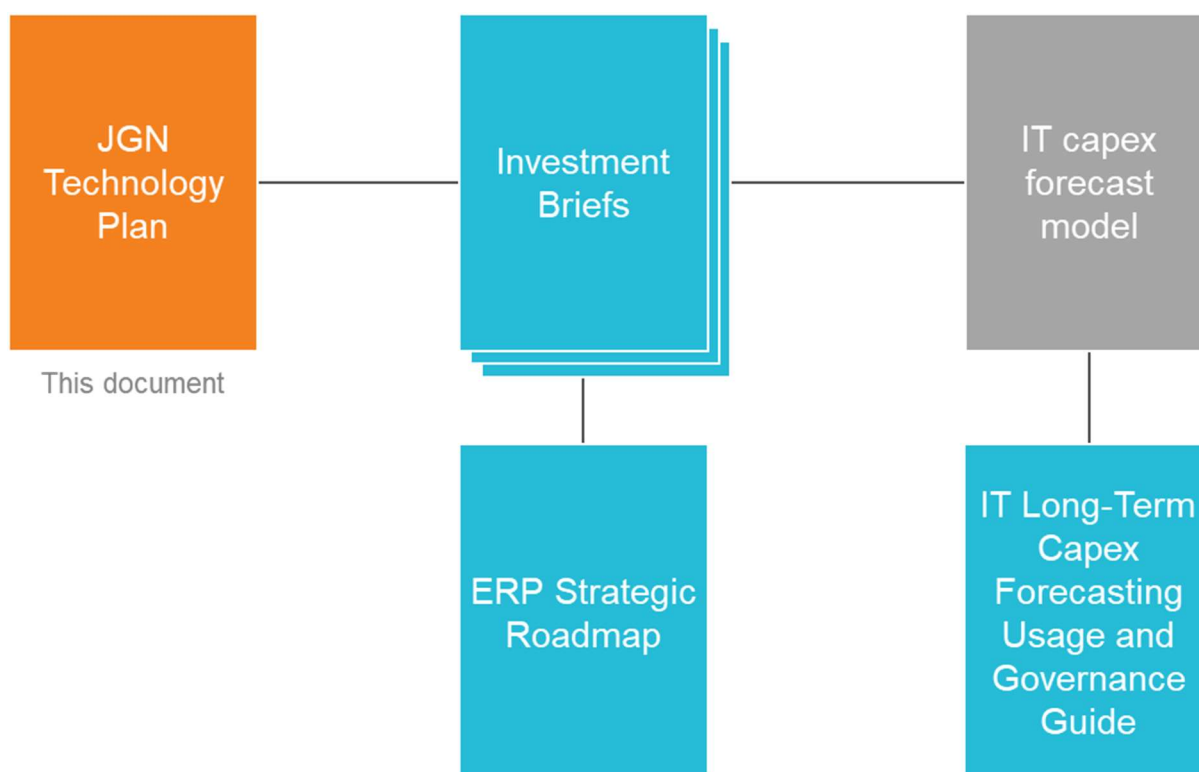 JGN
Technology
Plan
This document
Investment
Briefs
IT capex
forecast
model
ERP Strategic
Roadmap
IT Long-Term
Capex
Forecasting
Usage and
Governance
Guide